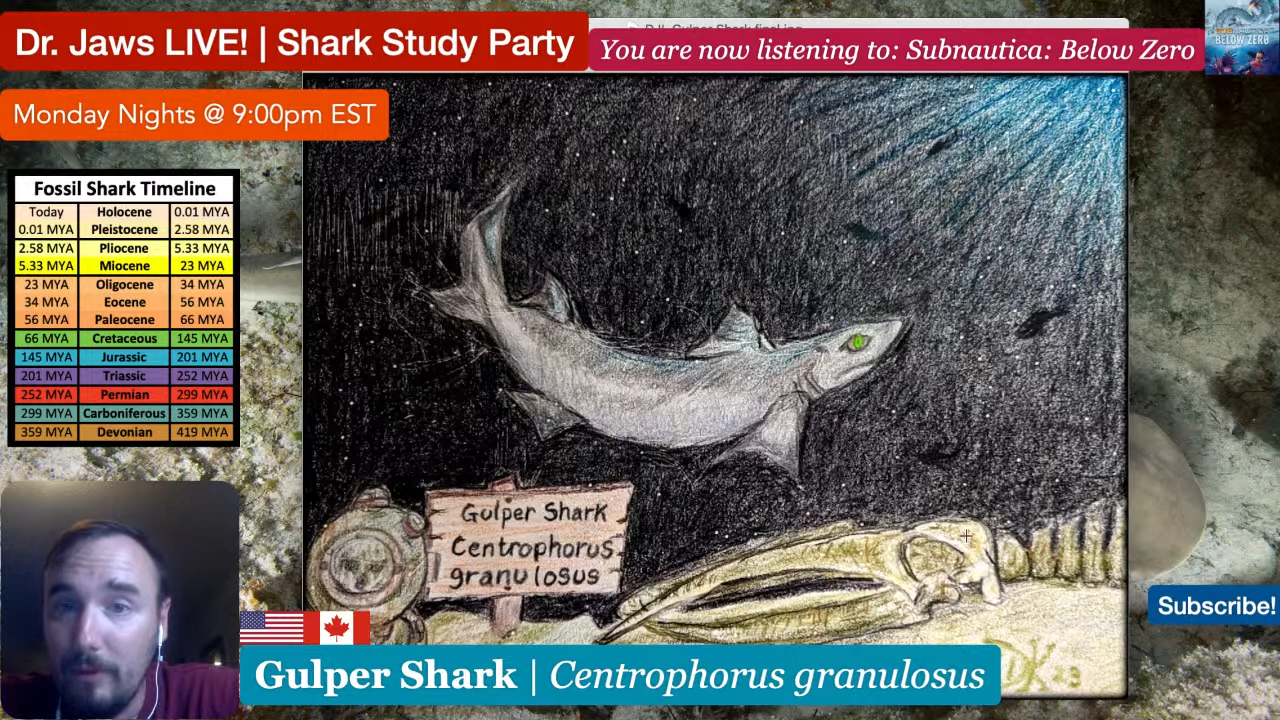 Dr. Jaws LIVE! | Shark Study Party
You are now listening to: Subnautica: Below Zero
BELOW ZERO
Monday Nights @ 9:00pm EST
Fossil Shark Timeline
Today Holocene 0.01 MYA
0.01 MYA Pleistocene 2.58 MYA
2.58 MYA Pliocene 5.33 MYA
5.33 MYA Miocene 23 MYA
23 MYA Oligocene 34 MYA
34 MYA Eocene 56 MYA
56 MYA Paleocene 66 MYA
66 MYA Cretaceous 145 MYA
145 MYA Jurassic 201 MYA
201 MYA Triassic 252 MYA
252 MYA Permian 299 MYA
299 MYA Carboniferous 359 MYA
359 MYA Devonian 419 MYA
Gulper Shark
Centrophorus
granulosus
Subscribe!
Gulper Shark | Centrophorus granulosus
DK 23